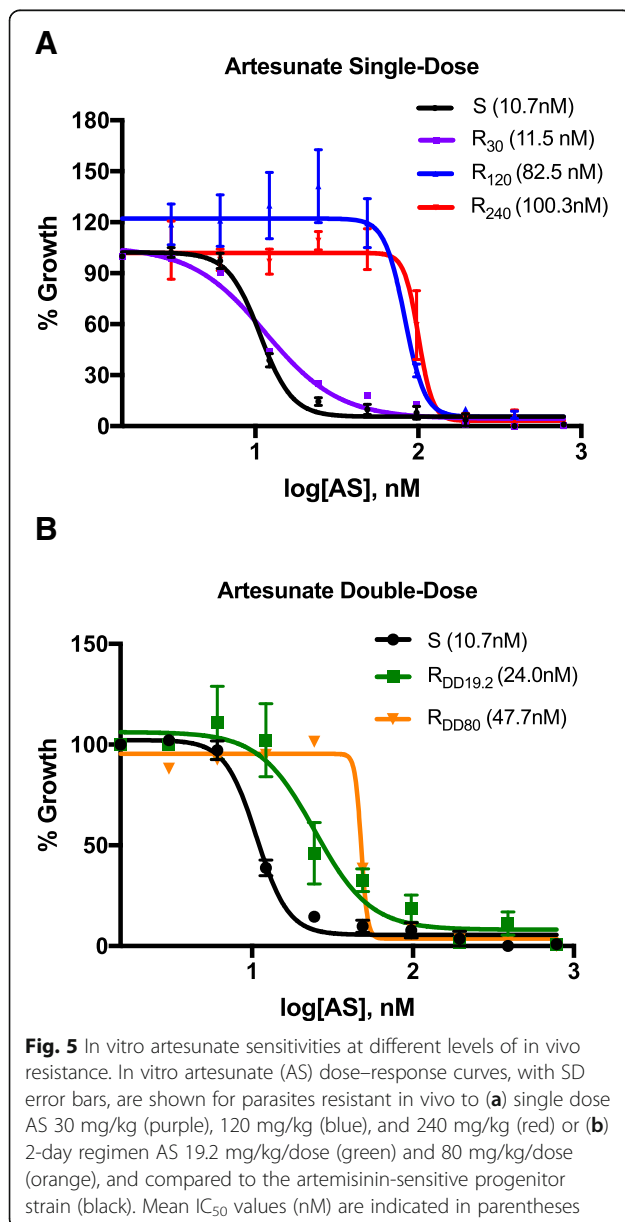 A
Artesunate Single-Dose
S (10.7nM)
R30 (11.5 nM)
R120 (82.5 nM)
R240 (100.3nM)
180
150
120
90
60
30
0
% Growth
1
2
3
log[AS], nM
B
Artesunate Double-Dose
S (10.7nM)
RDD19.2 (24.0nM)
RDD80 (47.7nM)
150
100
50
0
% Growth
1
2
3
log[AS], nM
Fig. 5 In vitro artesunate sensitivities at different levels of in vivo
resistance. In vitro artesunate (AS) dose–response curves, with SD
error bars, are shown for parasites resistant in vivo to (a) single dose
AS 30 mg/kg (purple), 120 mg/kg (blue), and 240 mg/kg (red) or (b)
2-day regimen AS 19.2 mg/kg/dose (green) and 80 mg/kg/dose
(orange), and compared to the artemisinin-sensitive progenitor
strain (black). Mean IC50 values (nM) are indicated in parentheses